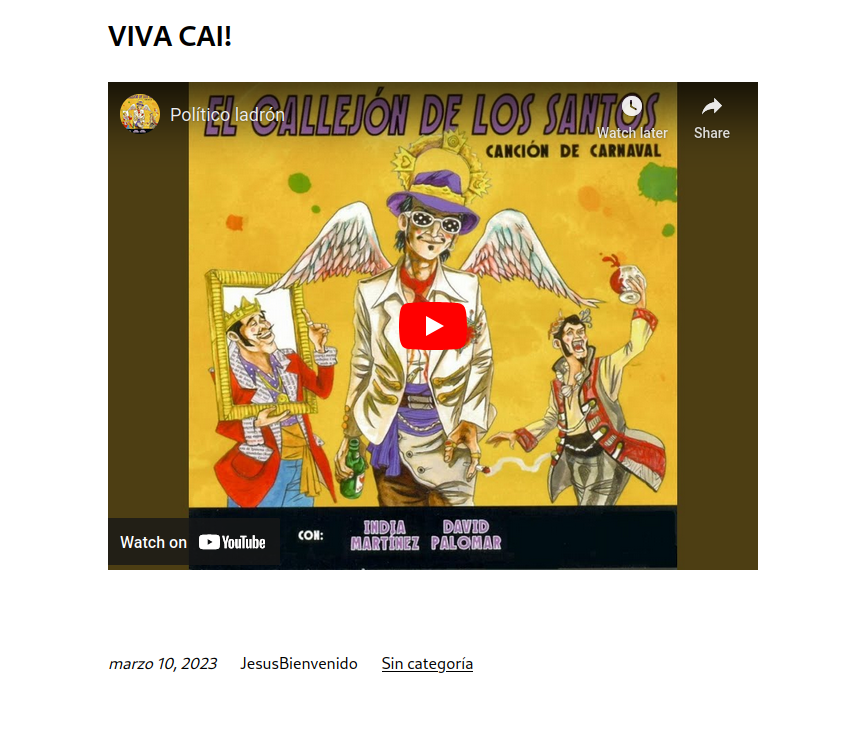 VIVA CAI!
EL CALLEJÓN DE LOS SANTOS
Político ladrón
Watch later
Share
CANCIÓN DE CARNAVAL
Watch on YouTube
CON:
INDIA MARTÍNEZ
DAVID PALOMAR
marzo 10, 2023 JesusBienvenido Sin categoría